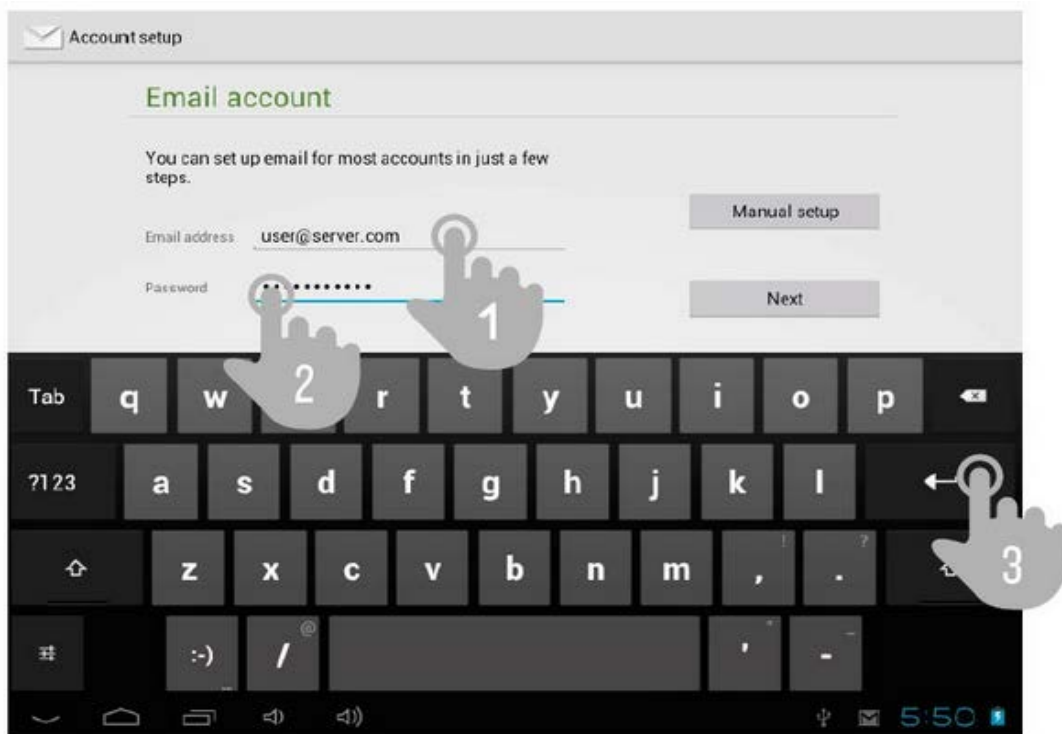 Account setup
Email account
You can set up email for most accounts in just a few
steps.
Manual setup
Email address user@server.com
Password •••••••••••
Next
1
2
Tab q w r t y u i o p
?123 a s d f g h j k l
3
! ?
z x c v b n m , .
@ " _
:-) / ' -
...
5:50